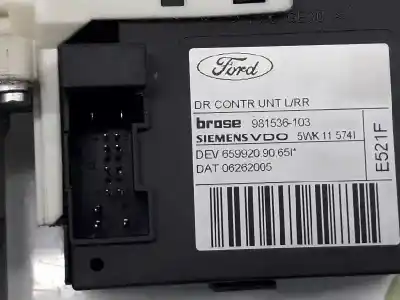 Ford
DR CONTR UNT L/RR
brose 981536-103
SIEMENS VDO 5WK 11 574I
DEV 659920.90.65I*
DAT 06262005
E521F